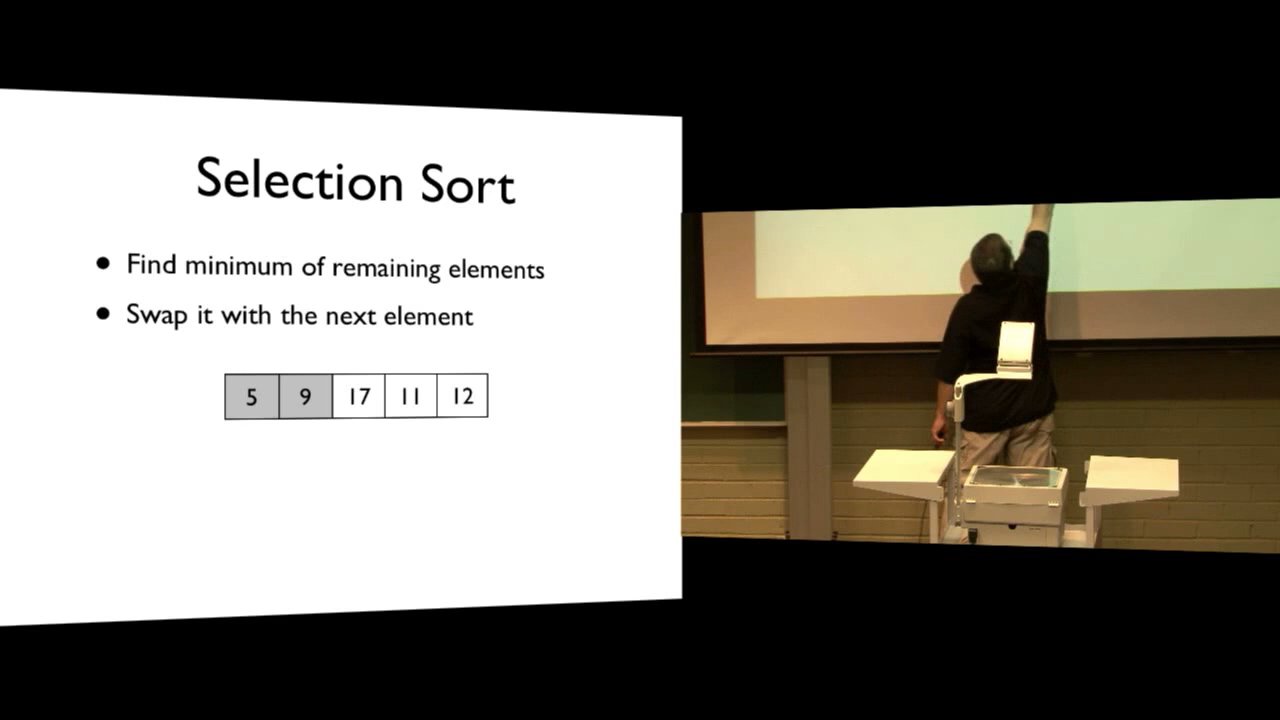 Selection Sort
● Find minimum of remaining elements
● Swap it with the next element
5 9 17 11 12